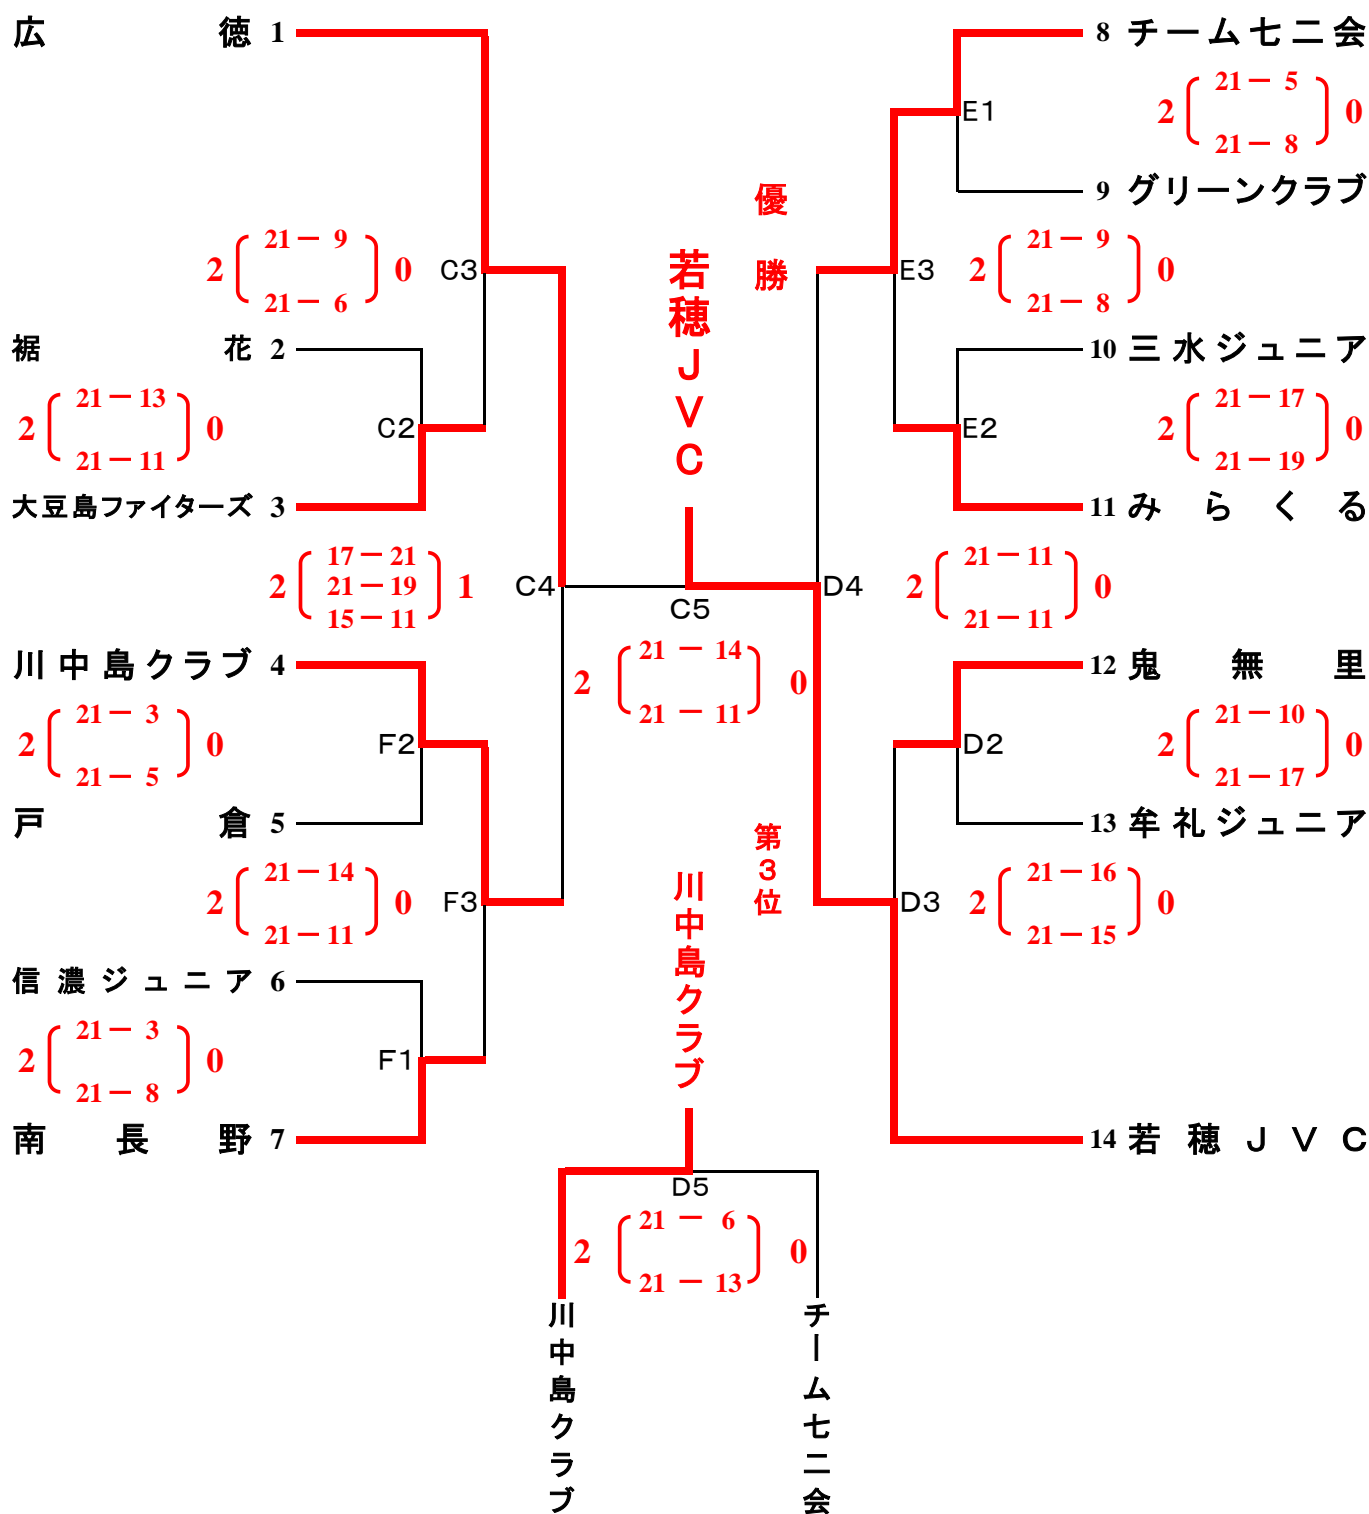 広徳 1
2 21－9 21－6 0
C3
裾花 2
2 21－13 21－11 0
C2
大豆島ファイターズ 3
2 17－21 21－19 15－11 1
C4
川中島クラブ 4
2 21－3 21－5 0
F2
戸倉 5
2 21－14 21－11 0
F3
信濃ジュニア 6
2 21－3 21－8 0
F1
南長野 7
優勝
若穂JVC
C5
2 21－14 21－11 0
第3位
川中島クラブ
D5
2 21－6 21－13 0
川中島クラブ
チーム七二会
8 チーム七二会
E1
2 21－5 21－8 0
9 グリーンクラブ
E3
2 21－9 21－8 0
10 三水ジュニア
E2
2 21－17 21－19 0
11 みらくる
D4
2 21－11 21－11 0
12 鬼無里
D2
2 21－10 21－17 0
13 牟礼ジュニア
D3
2 21－16 21－15 0
14 若穂JVC